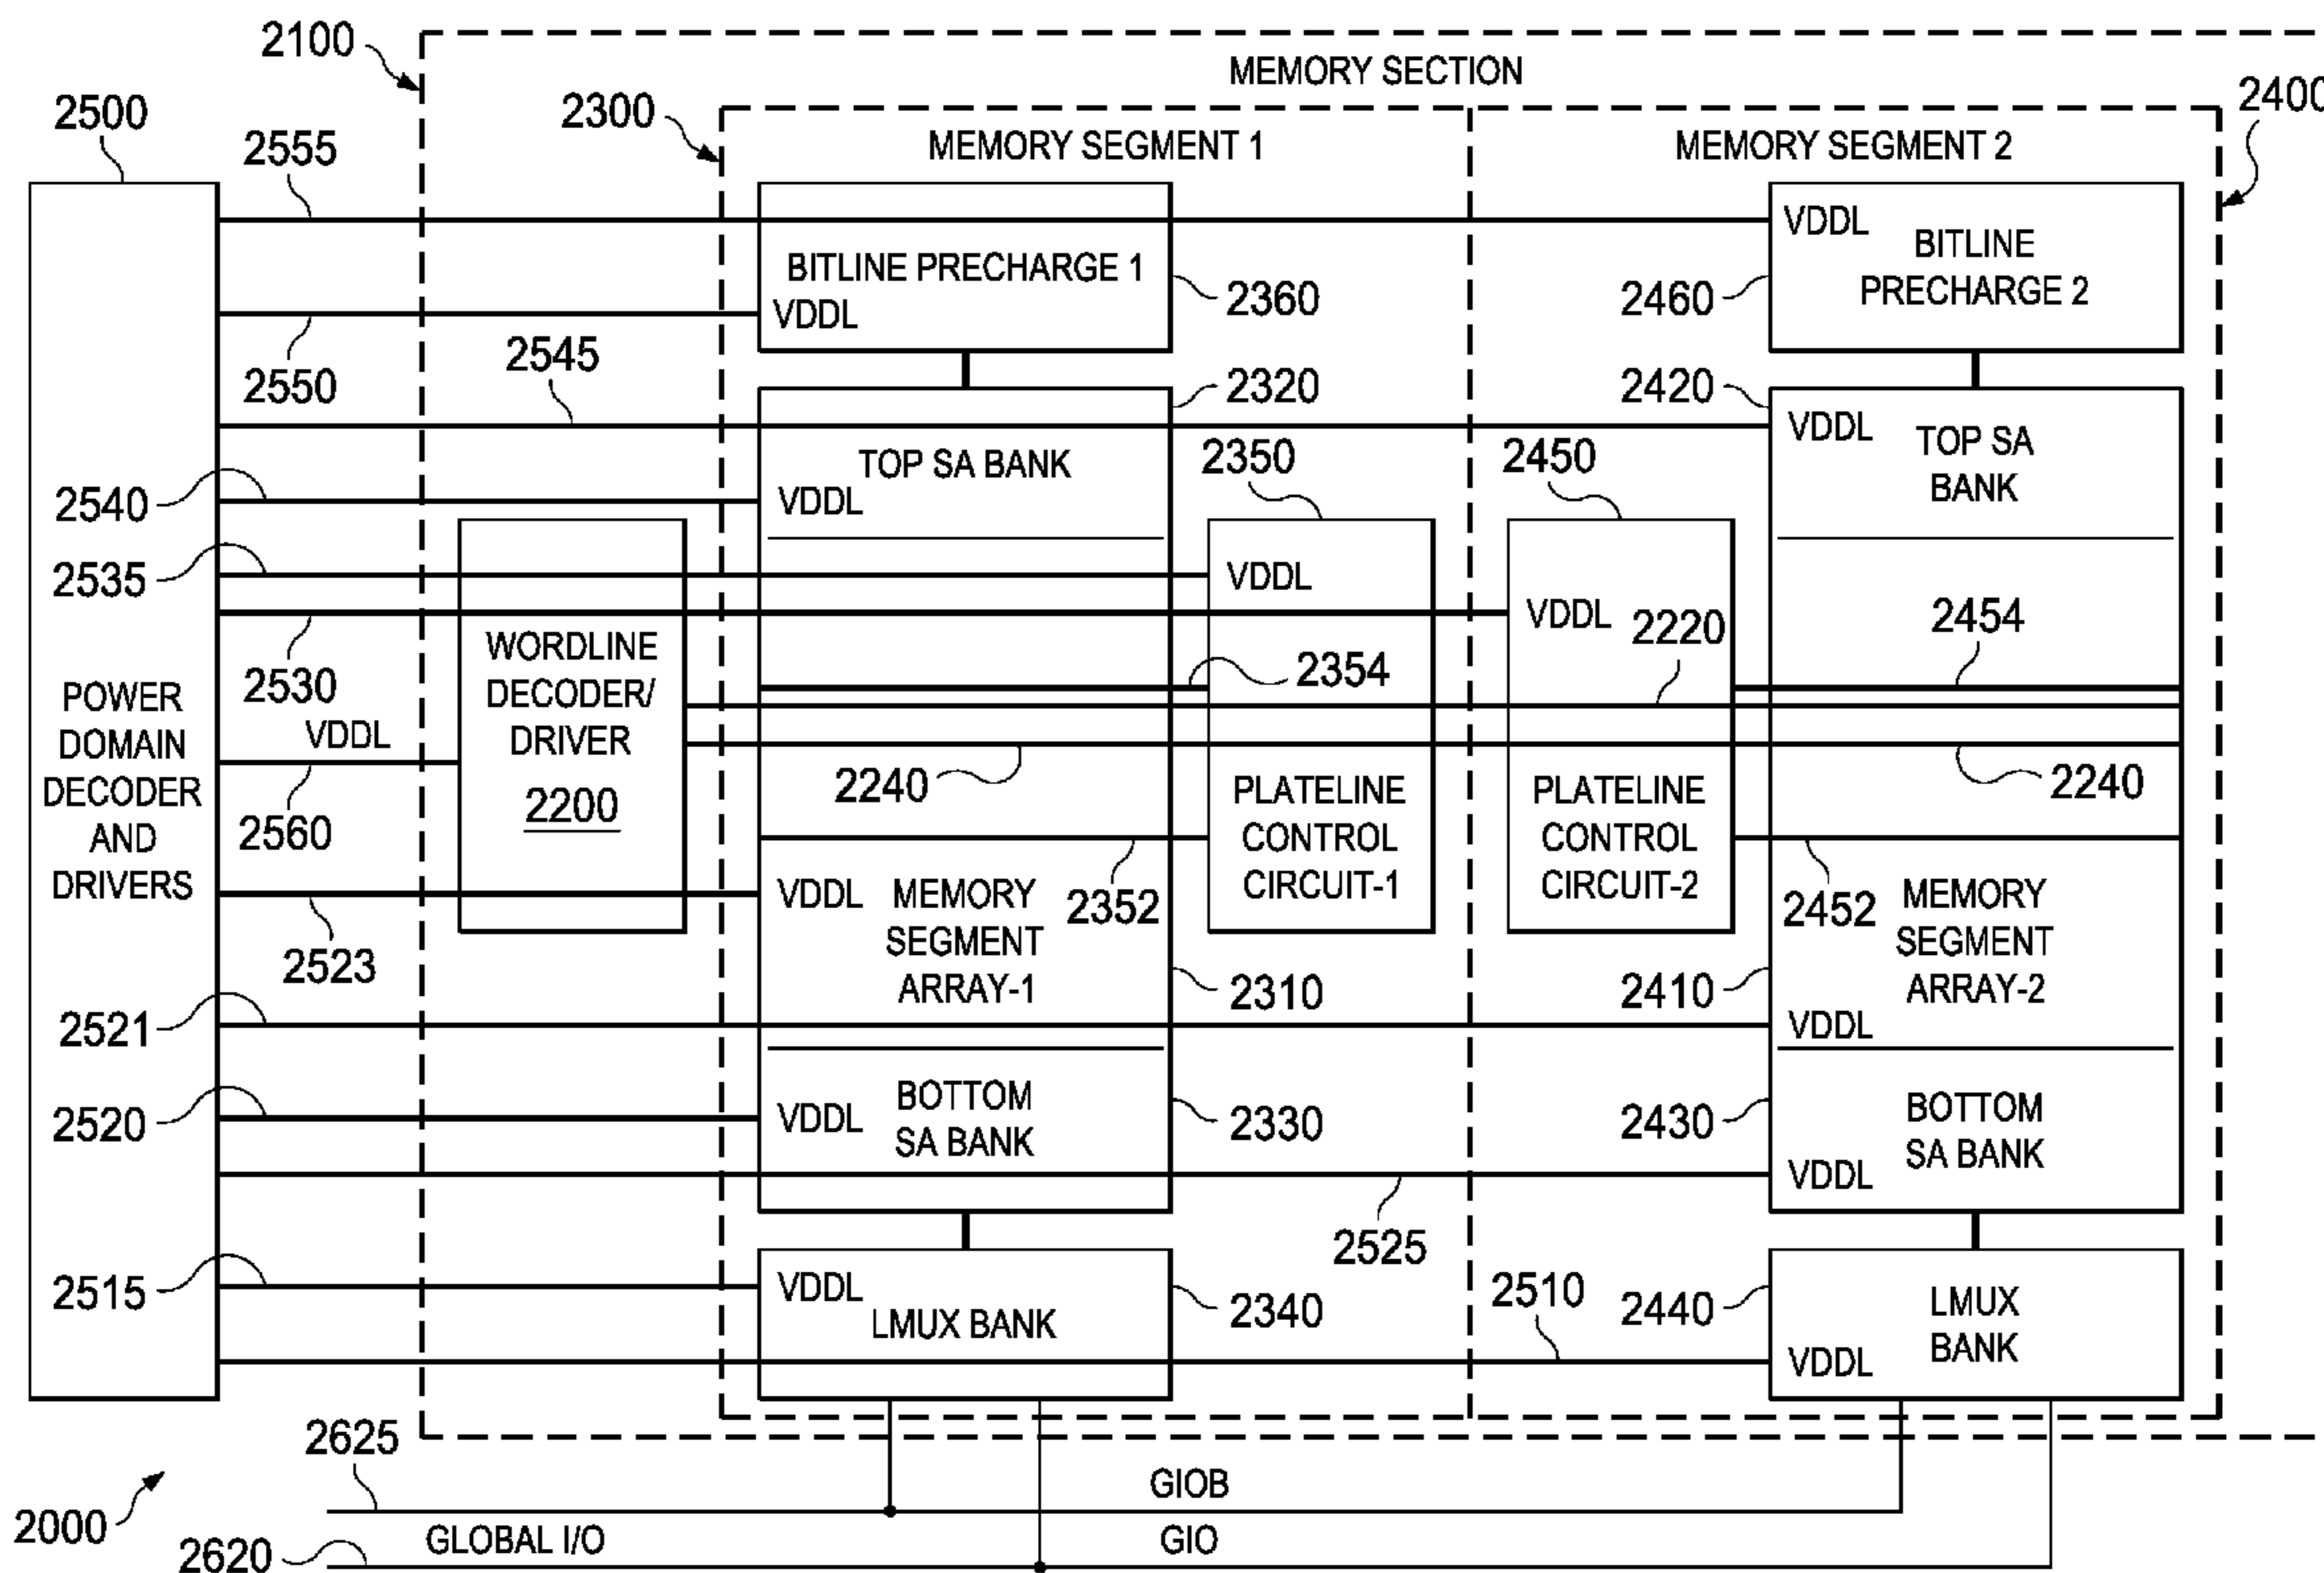 2100
MEMORY SECTION
2400
2500
2300
2555
MEMORY SEGMENT 1
MEMORY SEGMENT 2
VDDL
BITLINE PRECHARGE 1
BITLINE
PRECHARGE 2
VDDL
2360
2460
2550
2545
2320
2420
VDDL
TOP SA BANK
TOP SA
BANK
2350
2450
2540
VDDL
2535
VDDL
VDDL
2220
2454
2530
WORDLINE
DECODER/
DRIVER
2200
2354
POWER
DOMAIN
DECODER
AND
DRIVERS
VDDL
2560
2240
2240
PLATELINE
CONTROL
CIRCUIT-1
PLATELINE
CONTROL
CIRCUIT-2
2352
2452
VDDL
MEMORY
SEGMENT
ARRAY-1
MEMORY
SEGMENT
ARRAY-2
2523
2310
2410
2521
VDDL
2520
VDDL
BOTTOM
SA BANK
2330
2430
BOTTOM
SA BANK
VDDL
2525
2515
VDDL
LMUX BANK
2340
2510
2440
LMUX
BANK
VDDL
2625
GIOB
2000
GLOBAL I/O
GIO
2620